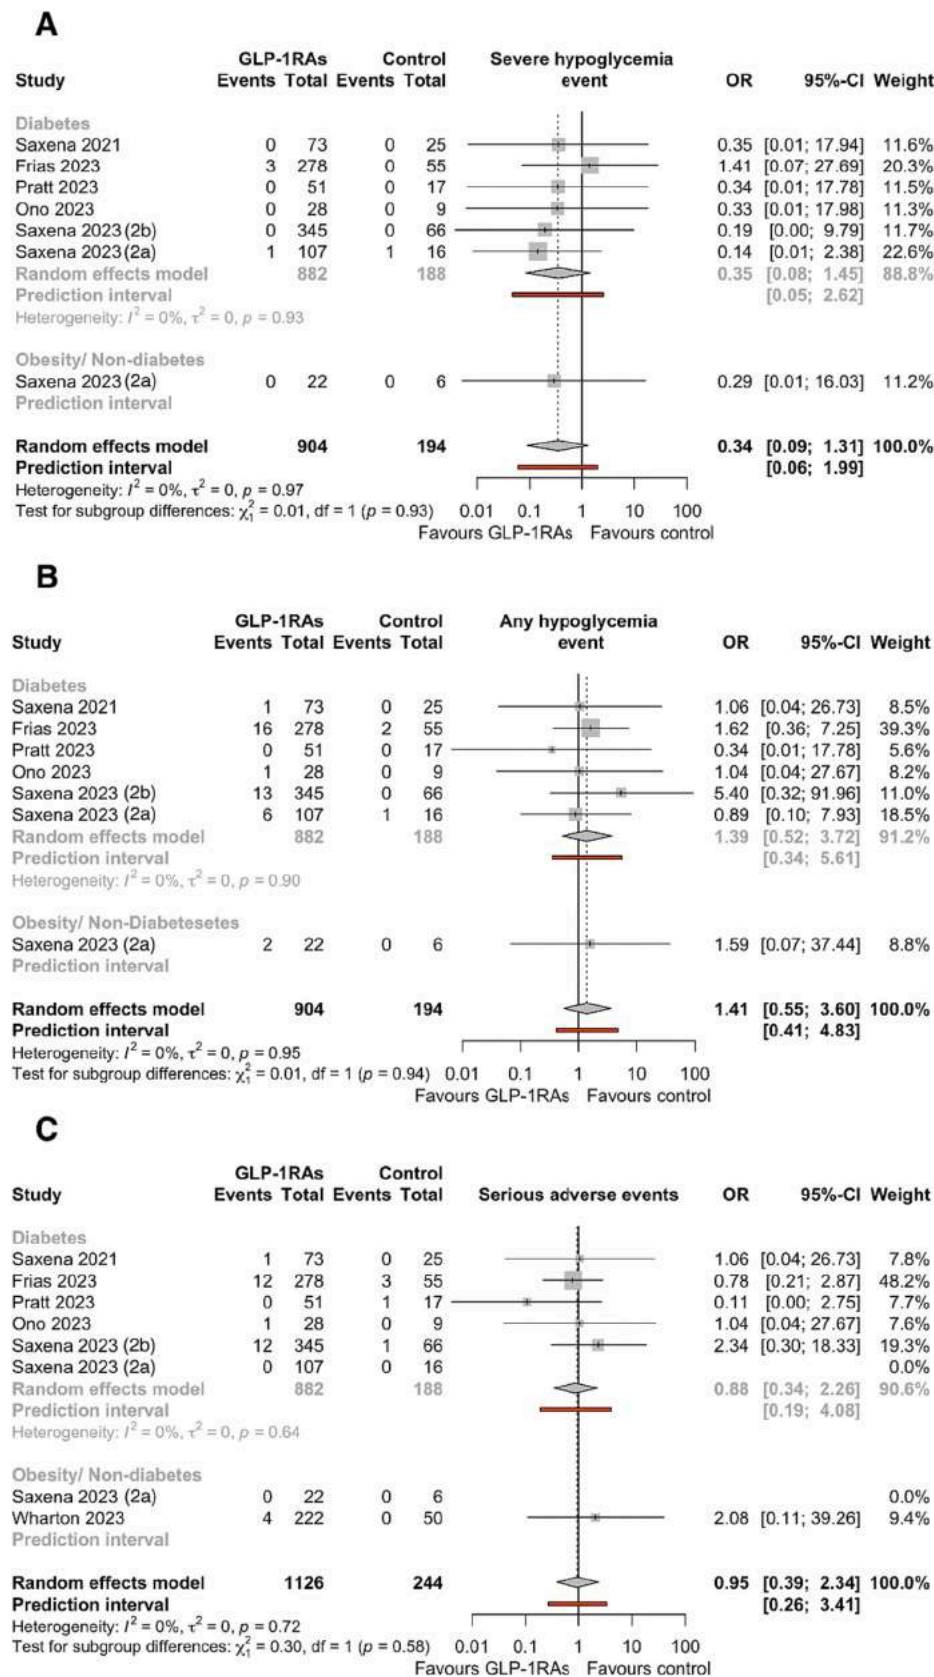 A
GLP-1RAs Control Severe hypoglycemia
Study Events Total Events Total event OR 95%-CI Weight
Diabetes
Saxena 2021 0 73 0 25 0.35 [0.01; 17.94] 11.6%
Frias 2023 3 278 0 55 1.41 [0.07; 27.69] 20.3%
Pratt 2023 0 51 0 17 0.34 [0.01; 17.78] 11.5%
Ono 2023 0 28 0 9 0.33 [0.01; 17.98] 11.3%
Saxena 2023 (2b) 0 345 0 66 0.19 [0.00; 9.79] 11.7%
Saxena 2023 (2a) 1 107 1 16 0.14 [0.01; 2.38] 22.6%
Random effects model 882 188 0.35 [0.08; 1.45] 88.8%
Prediction interval [0.05; 2.62]
Heterogeneity: I² = 0%, τ² = 0, p = 0.93
Obesity/ Non-diabetes
Saxena 2023 (2a) 0 22 0 6 0.29 [0.01; 16.03] 11.2%
Prediction interval
Random effects model 904 194 0.34 [0.09; 1.31] 100.0%
Prediction interval [0.06; 1.99]
Heterogeneity: I² = 0%, τ² = 0, p = 0.97
Test for subgroup differences: χ₁² = 0.01, df = 1 (p = 0.93) 0.01 0.1 1 10 100
Favours GLP-1RAs Favours control
B
GLP-1RAs Control Any hypoglycemia
Study Events Total Events Total event OR 95%-CI Weight
Diabetes
Saxena 2021 1 73 0 25 1.06 [0.04; 26.73] 8.5%
Frias 2023 16 278 2 55 1.62 [0.36; 7.25] 39.3%
Pratt 2023 0 51 0 17 0.34 [0.01; 17.78] 5.6%
Ono 2023 1 28 0 9 1.04 [0.04; 27.67] 8.2%
Saxena 2023 (2b) 13 345 0 66 5.40 [0.32; 91.96] 11.0%
Saxena 2023 (2a) 6 107 1 16 0.89 [0.10; 7.93] 18.5%
Random effects model 882 188 1.39 [0.52; 3.72] 91.2%
Prediction interval [0.34; 5.61]
Heterogeneity: I² = 0%, τ² = 0, p = 0.90
Obesity/ Non-Diabetesetes
Saxena 2023 (2a) 2 22 0 6 1.59 [0.07; 37.44] 8.8%
Prediction interval
Random effects model 904 194 1.41 [0.55; 3.60] 100.0%
Prediction interval [0.41; 4.83]
Heterogeneity: I² = 0%, τ² = 0, p = 0.95
Test for subgroup differences: χ₁² = 0.01, df = 1 (p = 0.94) 0.01 0.1 1 10 100
Favours GLP-1RAs Favours control
C
GLP-1RAs Control
Study Events Total Events Total Serious adverse events OR 95%-CI Weight
Diabetes
Saxena 2021 1 73 0 25 1.06 [0.04; 26.73] 7.8%
Frias 2023 12 278 3 55 0.78 [0.21; 2.87] 48.2%
Pratt 2023 0 51 1 17 0.11 [0.00; 2.75] 7.7%
Ono 2023 1 28 0 9 1.04 [0.04; 27.67] 7.6%
Saxena 2023 (2b) 12 345 1 66 2.34 [0.30; 18.33] 19.3%
Saxena 2023 (2a) 0 107 0 16 0.0%
Random effects model 882 188 0.88 [0.34; 2.26] 90.6%
Prediction interval [0.19; 4.08]
Heterogeneity: I² = 0%, τ² = 0, p = 0.64
Obesity/ Non-diabetes
Saxena 2023 (2a) 0 22 0 6 0.0%
Wharton 2023 4 222 0 50 2.08 [0.11; 39.26] 9.4%
Prediction interval
Random effects model 1126 244 0.95 [0.39; 2.34] 100.0%
Prediction interval [0.26; 3.41]
Heterogeneity: I² = 0%, τ² = 0, p = 0.72
Test for subgroup differences: χ₁² = 0.30, df = 1 (p = 0.58) 0.01 0.1 1 10 100
Favours GLP-1RAs Favours control